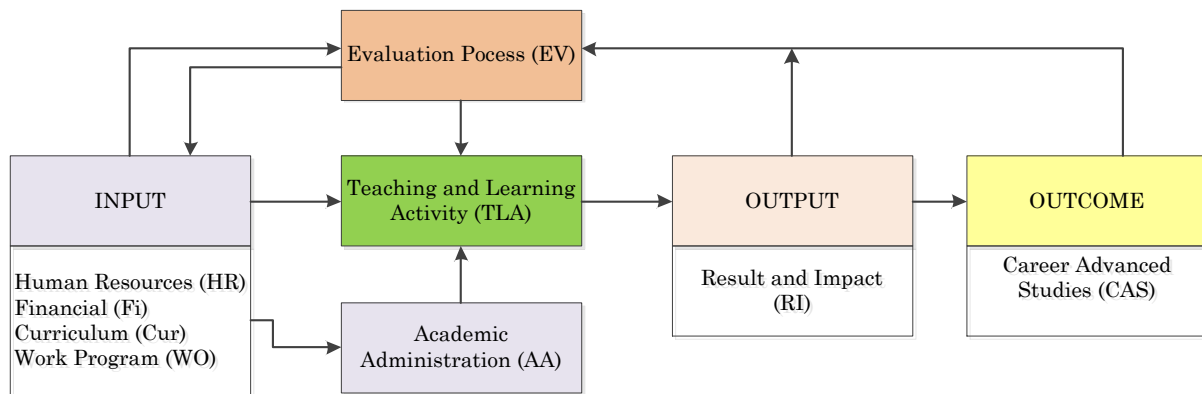 Evaluation Pocess (EV)
INPUT
Human Resources (HR)
Financial (Fi)
Curriculum (Cur)
Work Program (WO)
Teaching and Learning
Activity (TLA)
Academic
Administration (AA)
OUTPUT
Result and Impact
(RI)
OUTCOME
Career Advanced
Studies (CAS)